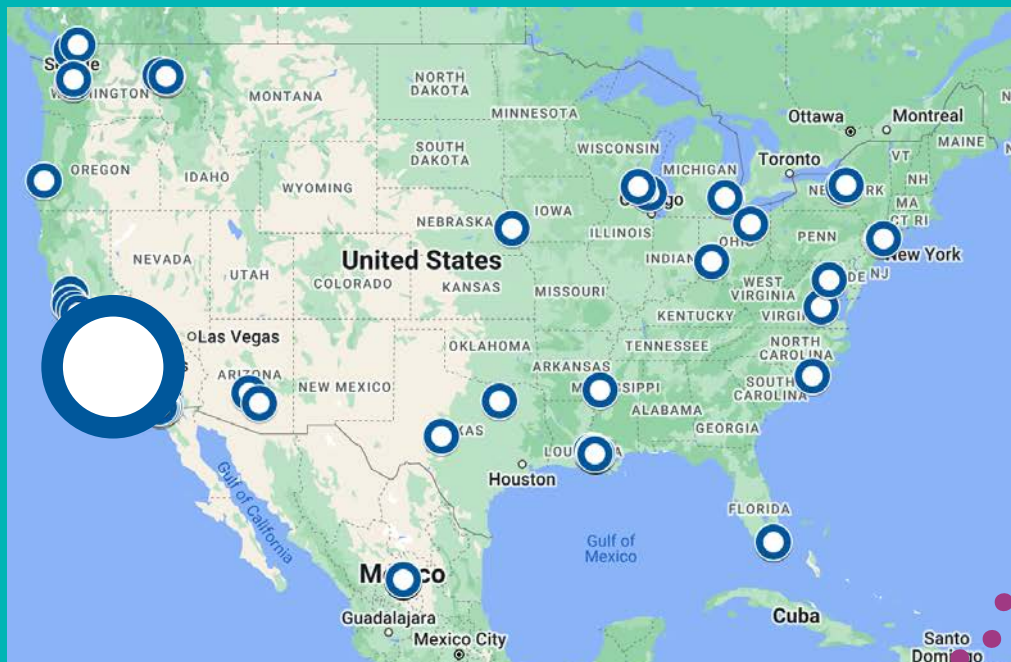 NORTH
DAKOTA
MONTANA
MINNESOTA
Ottawa
Montreal
MAINE
WISCONSIN
SOUTH
DAKOTA
MICHIGAN
Toronto
VT
NH
OREGON
IDAHO
WYOMING
MA
CT RI
NEBRASKA
IOWA
ILLINOIS
PENN
NEVADA
UTAH
United States
COLORADO
KANSAS
MISSOURI
WEST
VIRGINIA
DE
NJ
New York
KENTUCKY
Las Vegas
OKLAHOMA
TENNESSEE
NORTH
CAROLINA
ARIZONA
NEW MEXICO
ARKANSAS
SOUTH
CAROLINA
ALABAMA
GEORGIA
Houston
Gulf of California
FLORIDA
Gulf of
Mexico
Guadalajara
Mexico City
Cuba
Santo